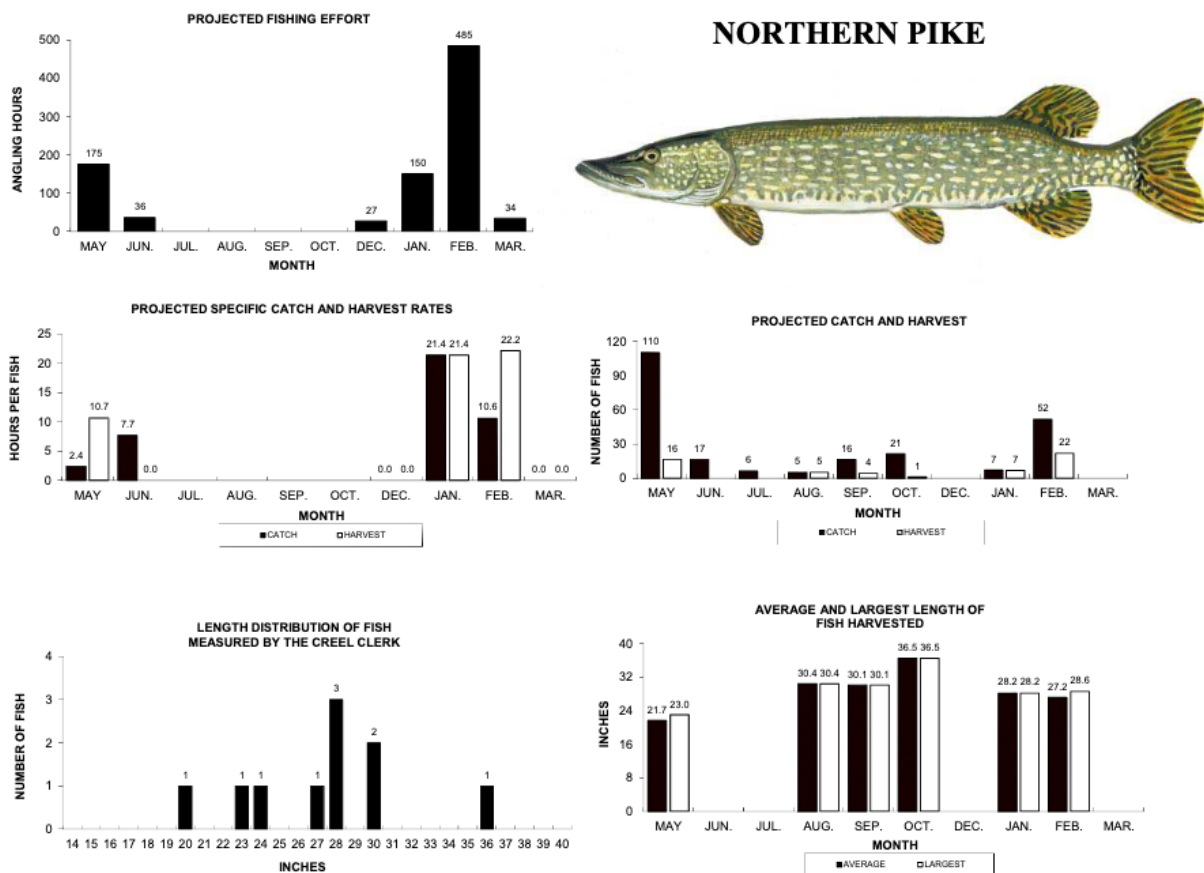 PROJECTED FISHING EFFORT
500
400
300
200
100
0
ANGLING HOURS
175
36
27
150
485
34
MAY JUN. JUL. AUG. SEP. OCT. DEC. JAN. FEB. MAR.
MONTH
NORTHERN PIKE
PROJECTED SPECIFIC CATCH AND HARVEST RATES
25
20
15
10
5
0
HOURS PER FISH
2.4 10.7
7.7 0.0
0.0 0.0
21.4 21.4
10.6 22.2
0.0 0.0
MAY JUN. JUL. AUG. SEP. OCT. DEC. JAN. FEB. MAR.
MONTH
CATCH HARVEST
PROJECTED CATCH AND HARVEST
120
90
60
30
0
NUMBER OF FISH
110 16
17
6
5 5
16 4
21 1
7 7
52 22
MAY JUN. JUL. AUG. SEP. OCT. DEC. JAN. FEB. MAR.
MONTH
CATCH HARVEST
LENGTH DISTRIBUTION OF FISH
MEASURED BY THE CREEL CLERK
4
3
2
1
0
NUMBER OF FISH
1 1 1 1 3 2 1
14 15 16 17 18 19 20 21 22 23 24 25 26 27 28 29 30 31 32 33 34 35 36 37 38 39 40
INCHES
AVERAGE AND LARGEST LENGTH OF
FISH HARVESTED
40
32
24
16
8
0
INCHES
21.7 23.0
30.4 30.4
30.1 30.1
36.5 36.5
28.2 28.2
27.2 28.6
MAY JUN. JUL. AUG. SEP. OCT. DEC. JAN. FEB. MAR.
MONTH
AVERAGE LARGEST